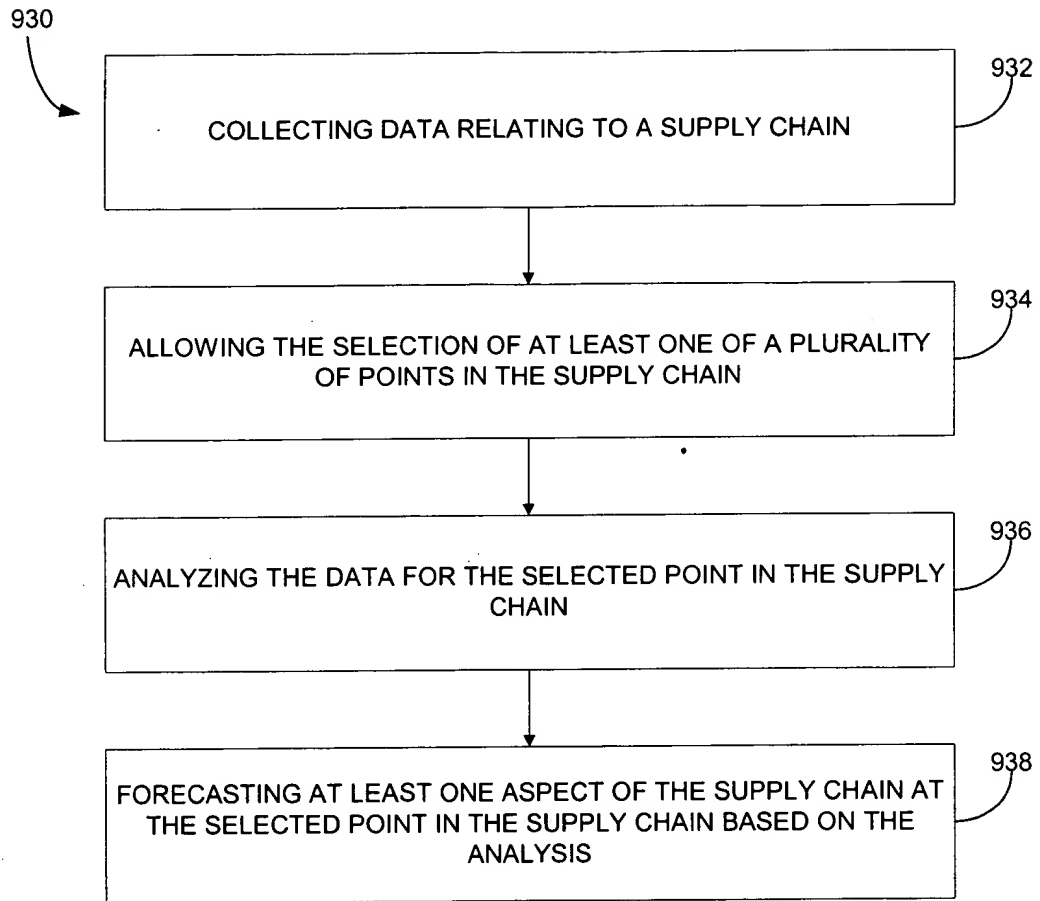 930
932
COLLECTING DATA RELATING TO A SUPPLY CHAIN
934
ALLOWING THE SELECTION OF AT LEAST ONE OF A PLURALITY
OF POINTS IN THE SUPPLY CHAIN
936
ANALYZING THE DATA FOR THE SELECTED POINT IN THE SUPPLY
CHAIN
938
FORECASTING AT LEAST ONE ASPECT OF THE SUPPLY CHAIN AT
THE SELECTED POINT IN THE SUPPLY CHAIN BASED ON THE
ANALYSIS